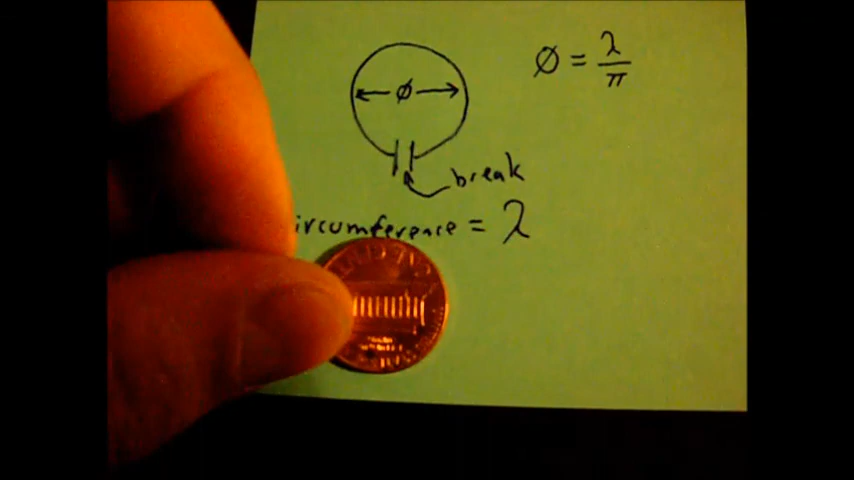 ∅ = λ/π
∅
break
ircumference = λ